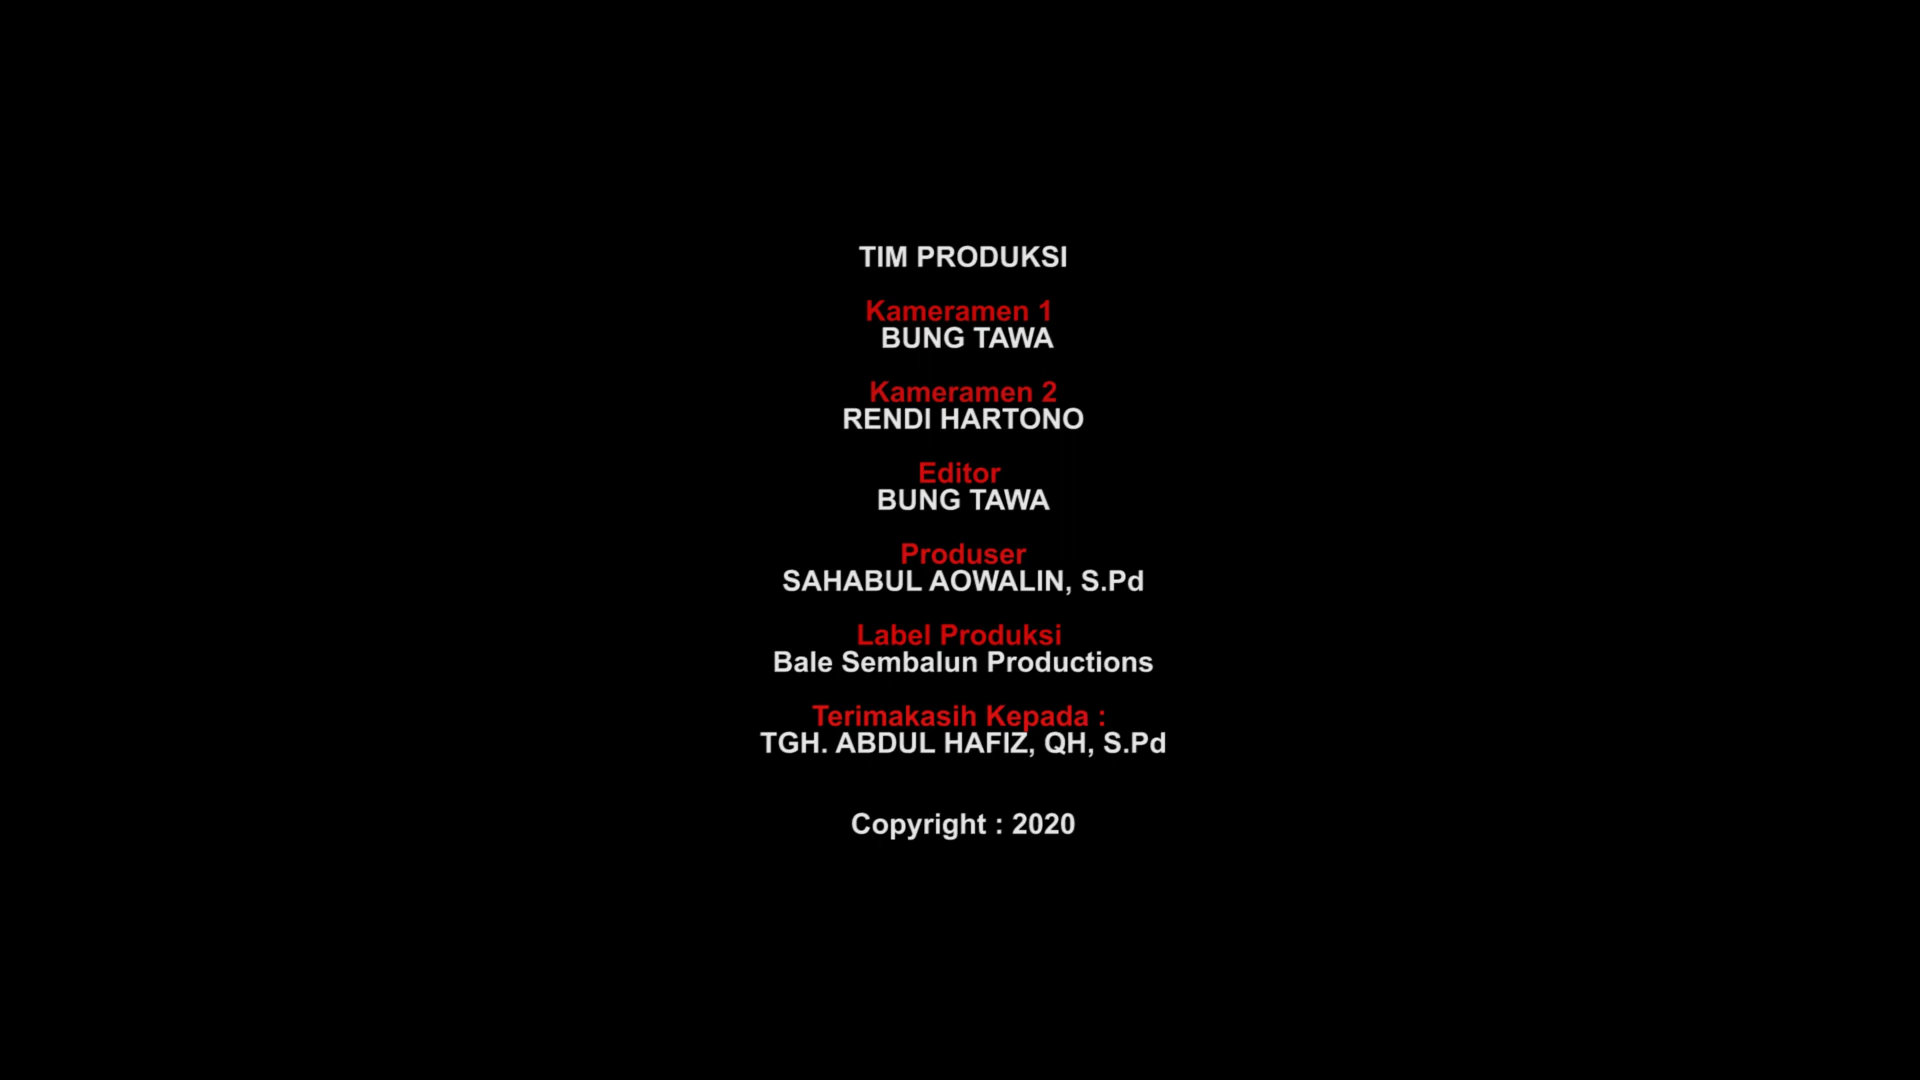 TIM PRODUKSI
Kameramen 1
BUNG TAWA
Kameramen 2
RENDI HARTONO
Editor
BUNG TAWA
Produser
SAHABUL AOWALIN, S.Pd
Label Produksi
Bale Sembalun Productions
Terimakasih Kepada :
TGH. ABDUL HAFIZ, QH, S.Pd
Copyright : 2020